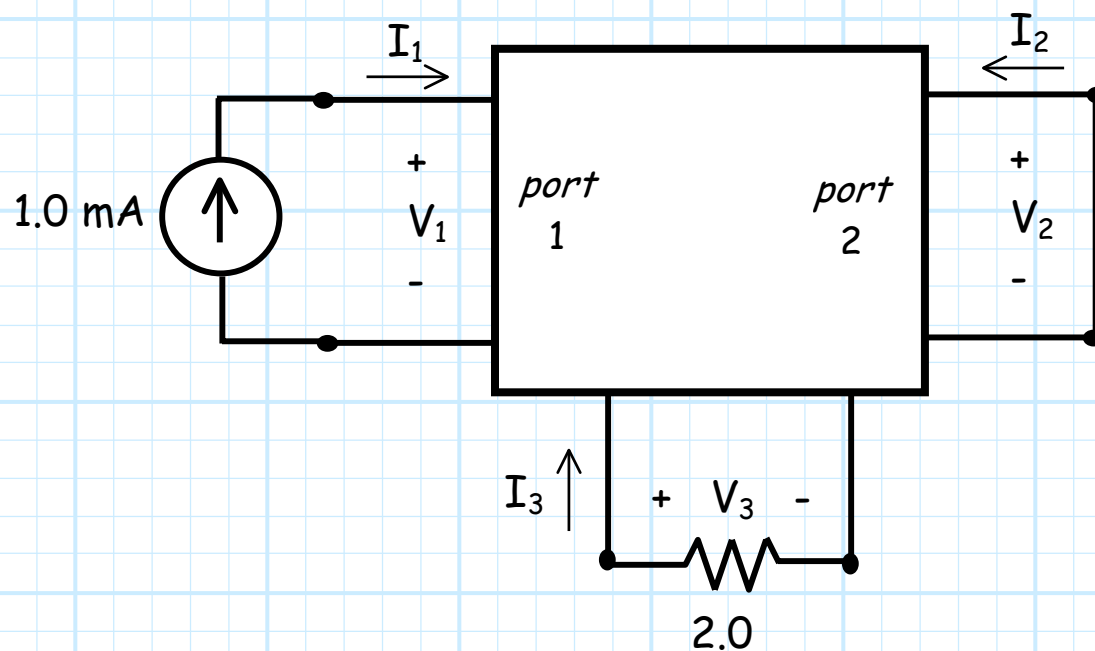 I₁
I₂
+
V₁
-
1.0 mA
port
1
port
2
+
V₂
-
I₃
+ V₃ -
2.0